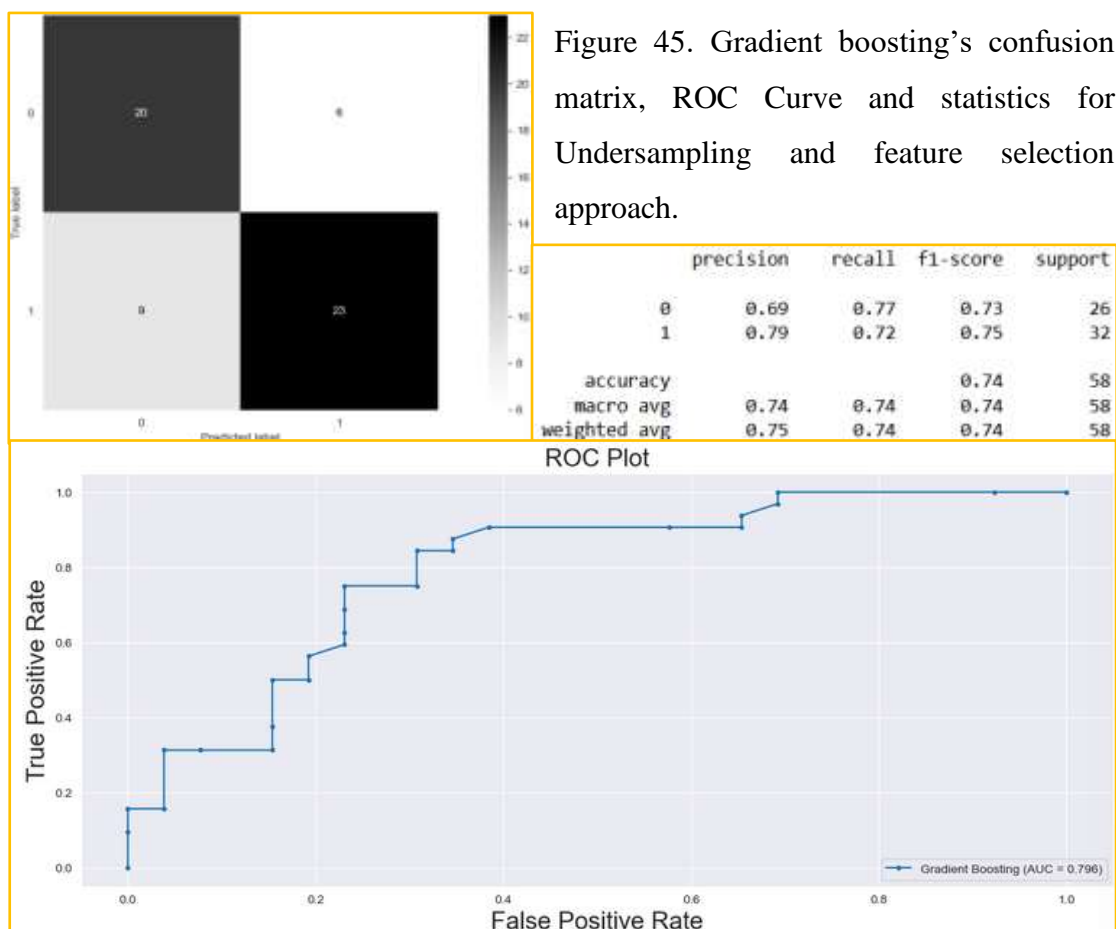 Figure 45. Gradient boosting’s confusion
matrix, ROC Curve and statistics for
Undersampling and feature selection
approach.
0 20 6
1 9 23
0 1
True label
Predicted label
22
20
18
16
14
12
10
8
6
precision recall f1-score support
0 0.69 0.77 0.73 26
1 0.79 0.72 0.75 32
accuracy 0.74 58
macro avg 0.74 0.74 0.74 58
weighted avg 0.75 0.74 0.74 58
ROC Plot
True Positive Rate
1.0
0.8
0.6
0.4
0.2
0.0
Gradient Boosting (AUC = 0.796)
0.0 0.2 0.4 0.6 0.8 1.0
False Positive Rate